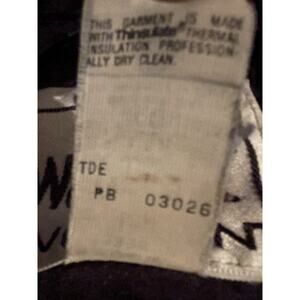 THIS GARMENT IS MADE
WITH Thinsulate THERMAL
INSULATION PROFESSION-
ALLY DRY CLEAN.
TDE
PB 03026